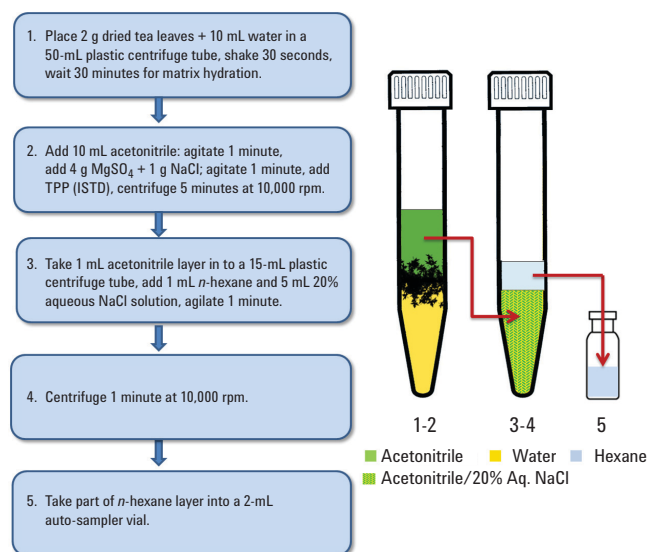 1. Place 2 g dried tea leaves + 10 mL water in a
50-mL plastic centrifuge tube, shake 30 seconds,
wait 30 minutes for matrix hydration.
2. Add 10 mL acetonitrile: agitate 1 minute,
add 4 g MgSO₄ + 1 g NaCl; agitate 1 minute, add
TPP (ISTD), centrifuge 5 minutes at 10,000 rpm.
3. Take 1 mL acetonitrile layer in to a 15-mL plastic
centrifuge tube, add 1 mL n-hexane and 5 mL 20%
aqueous NaCl solution, agilate 1 minute.
4. Centrifuge 1 minute at 10,000 rpm.
5. Take part of n-hexane layer into a 2-mL
auto-sampler vial.
1-2 3-4 5
Acetonitrile Water Hexane
Acetonitrile/20% Aq. NaCl